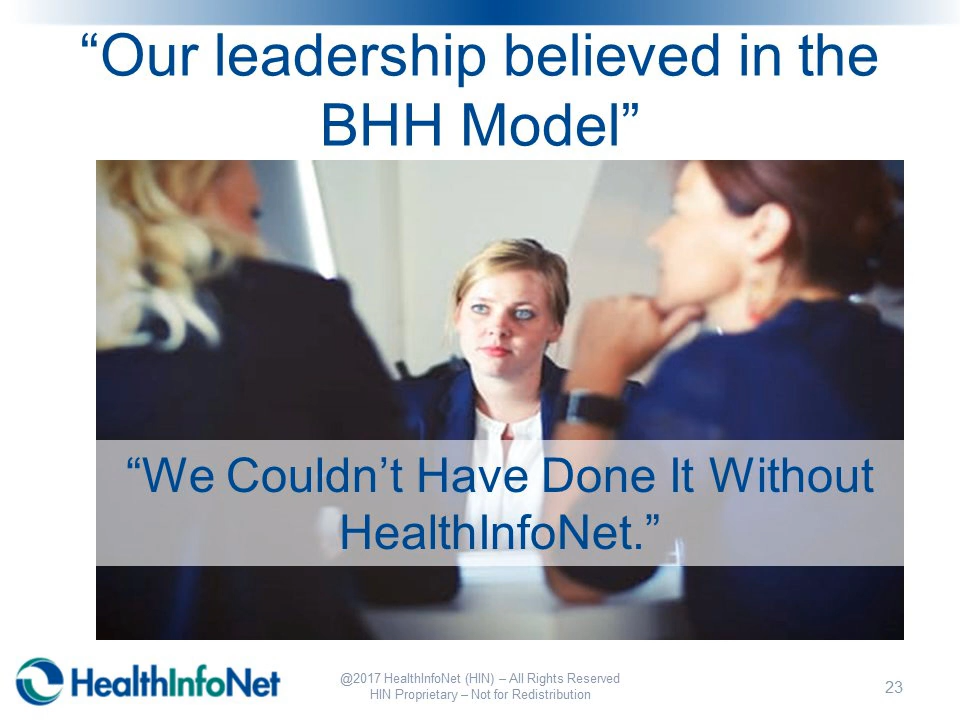 “Our leadership believed in the
BHH Model”
“We Couldn’t Have Done It Without
HealthInfoNet.”
HealthInfoNet
@2017 HealthInfoNet (HIN) – All Rights Reserved
HIN Proprietary – Not for Redistribution
23